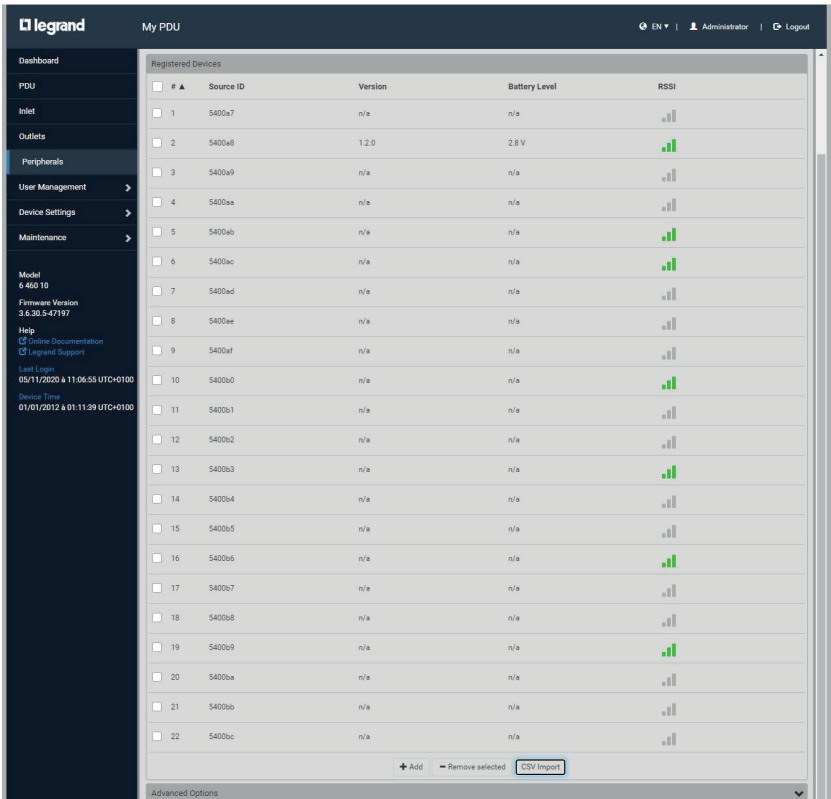 legrand
My PDU
EN ▼ | Administrator | Logout
Dashboard
PDU
Inlet
Outlets
Peripherals
User Management
Device Settings
Maintenance
Model
6 460 10
Firmware Version
3.6.30.5-47197
Help
Online Documentation
Legrand Support
Last Login
05/11/2020 à 11:06:55 UTC+0100
Device Time
01/01/2012 à 01:11:39 UTC+0100
Registered Devices
# ▲ Source ID Version Battery Level RSSI
1 5400a7 n/a n/a
2 5400a8 1.2.0 2.8 V
3 5400a9 n/a n/a
4 5400aa n/a n/a
5 5400ab n/a n/a
6 5400ac n/a n/a
7 5400ad n/a n/a
8 5400ae n/a n/a
9 5400af n/a n/a
10 5400b0 n/a n/a
11 5400b1 n/a n/a
12 5400b2 n/a n/a
13 5400b3 n/a n/a
14 5400b4 n/a n/a
15 5400b5 n/a n/a
16 5400b6 n/a n/a
17 5400b7 n/a n/a
18 5400b8 n/a n/a
19 5400b9 n/a n/a
20 5400ba n/a n/a
21 5400bb n/a n/a
22 5400bc n/a n/a
+ Add - Remove selected CSV Import
Advanced Options